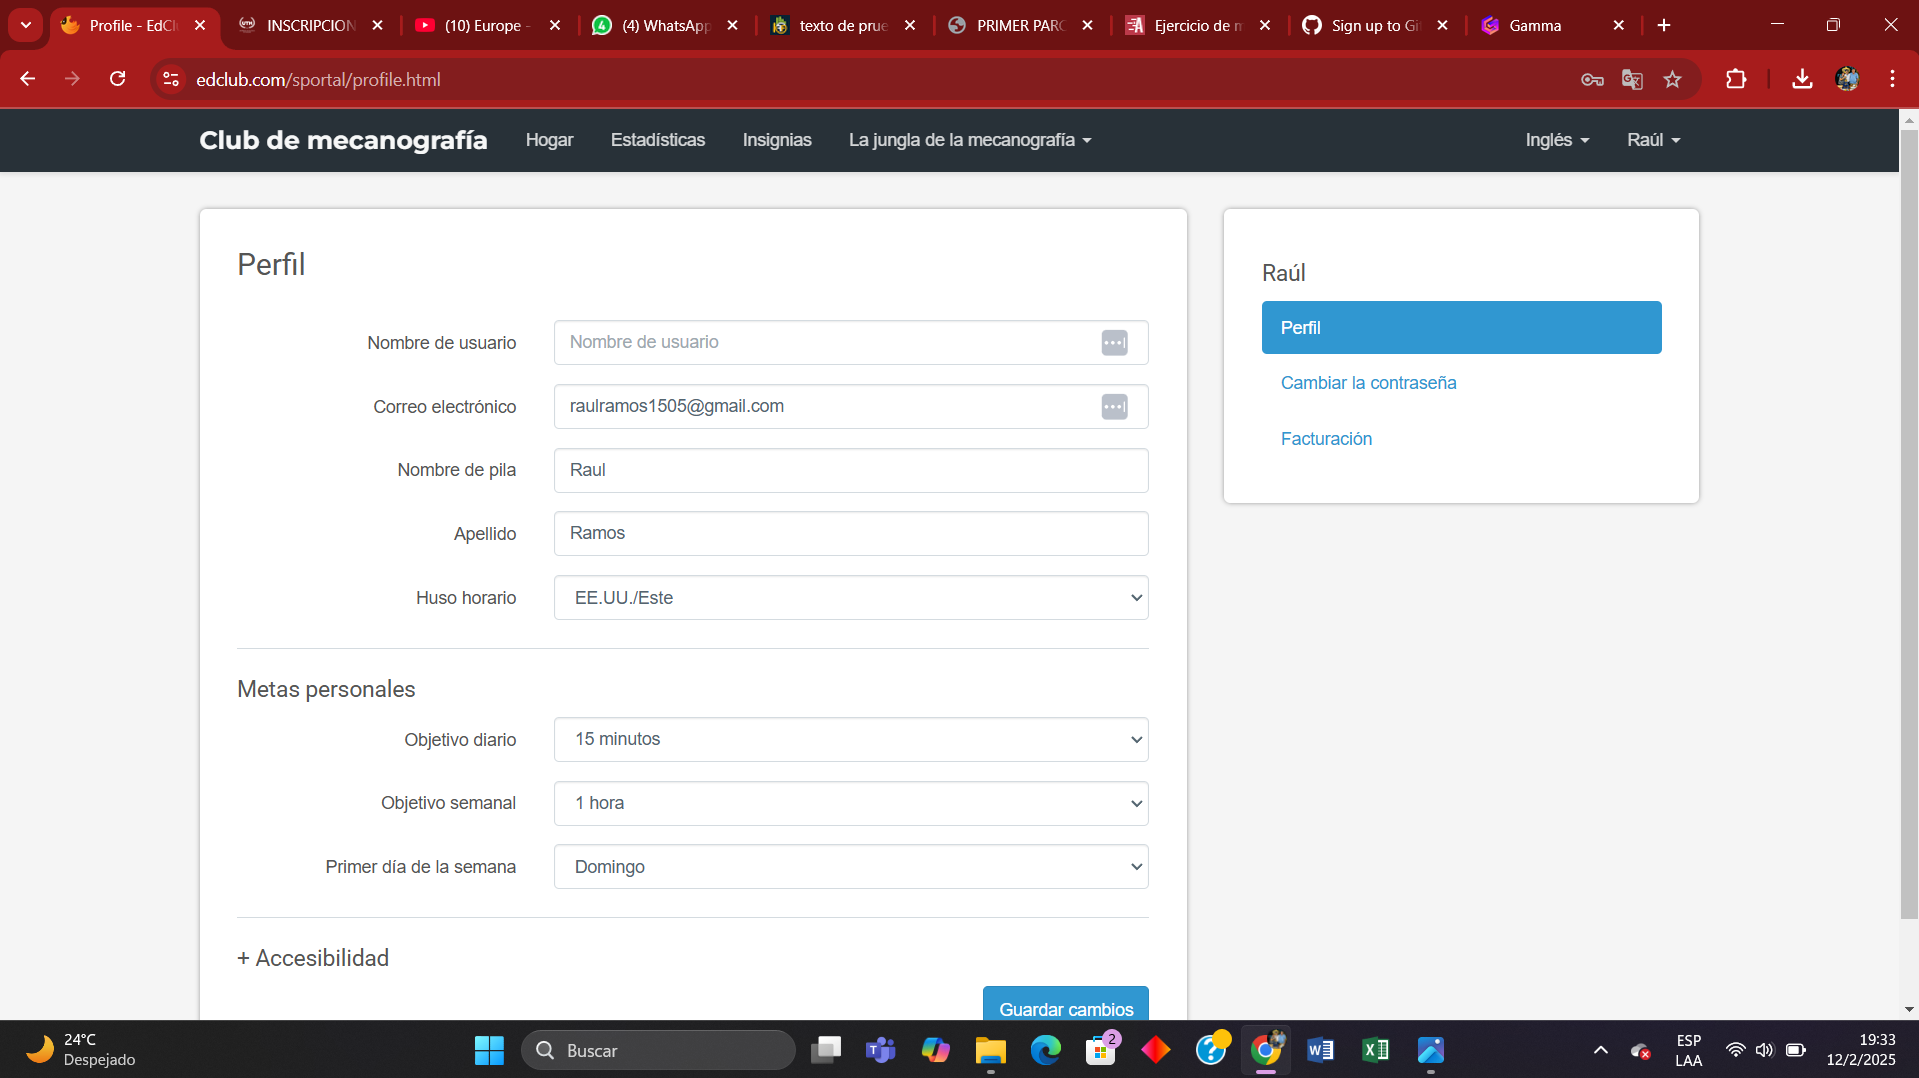 Profile - EdCl
INSCRIPCION
(10) Europe -
(4) WhatsApp
texto de prue
PRIMER PARC
Ejercicio de m
Sign up to Git
Gamma
edclub.com/sportal/profile.html
Club de mecanografía
Hogar
Estadísticas
Insignias
La jungla de la mecanografía
Inglés
Raúl
Perfil
Nombre de usuario
Nombre de usuario
Correo electrónico
raulramos1505@gmail.com
Nombre de pila
Raul
Apellido
Ramos
Huso horario
EE.UU./Este
Metas personales
Objetivo diario
15 minutos
Objetivo semanal
1 hora
Primer día de la semana
Domingo
+ Accesibilidad
Guardar cambios
Raúl
Perfil
Cambiar la contraseña
Facturación
24°C
Despejado
Buscar
2
ESP
LAA
19:33
12/2/2025